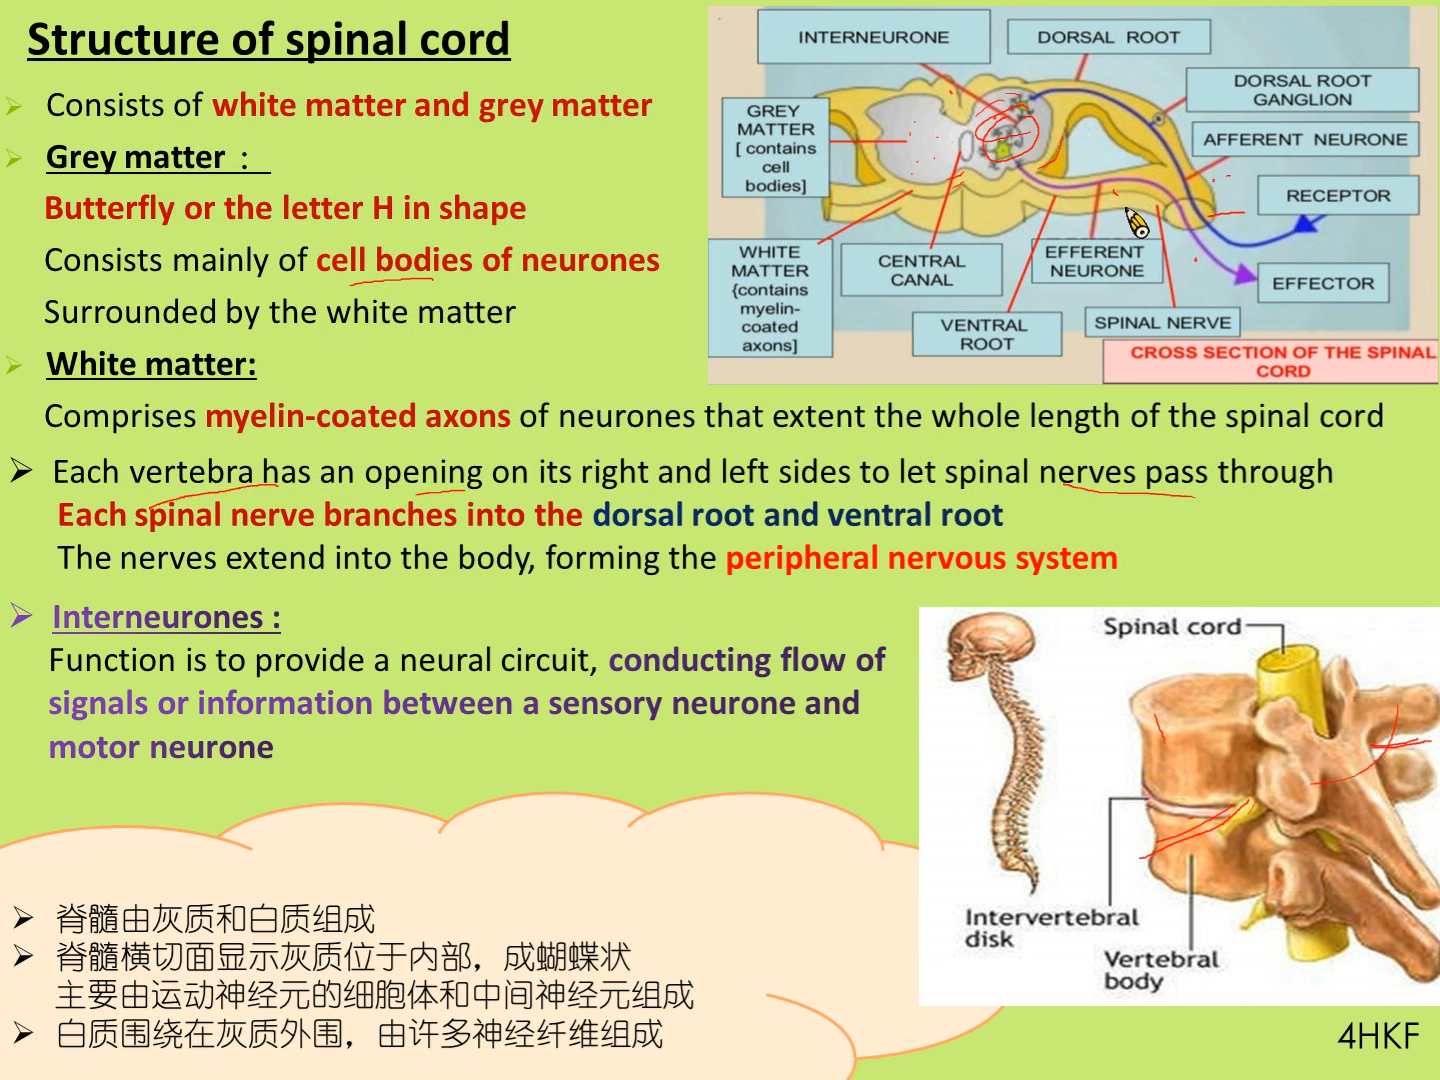 Structure of spinal cord
Consists of white matter and grey matter
Grey matter :
Butterfly or the letter H in shape
Consists mainly of cell bodies of neurones
Surrounded by the white matter
White matter:
Comprises myelin-coated axons of neurones that extent the whole length of the spinal cord
Each vertebra has an opening on its right and left sides to let spinal nerves pass through
Each spinal nerve branches into the dorsal root and ventral root
The nerves extend into the body, forming the peripheral nervous system
Interneurones :
Function is to provide a neural circuit, conducting flow of
signals or information between a sensory neurone and
motor neurone
脊髓由灰质和白质组成
脊髓横切面显示灰质位于内部，成蝴蝶状
主要由运动神经元的细胞体和中间神经元组成
白质围绕在灰质外围，由许多神经纤维组成
INTERNEURONE
DORSAL ROOT
DORSAL ROOT
GANGLION
GREY
MATTER
[ contains
cell
bodies]
AFFERENT NEURONE
RECEPTOR
WHITE
MATTER
{contains
myelin-
coated
axons]
CENTRAL
CANAL
EFFERENT
NEURONE
EFFECTOR
VENTRAL
ROOT
SPINAL NERVE
CROSS SECTION OF THE SPINAL
CORD
Spinal cord
Intervertebral
disk
Vertebral
body
4HKF